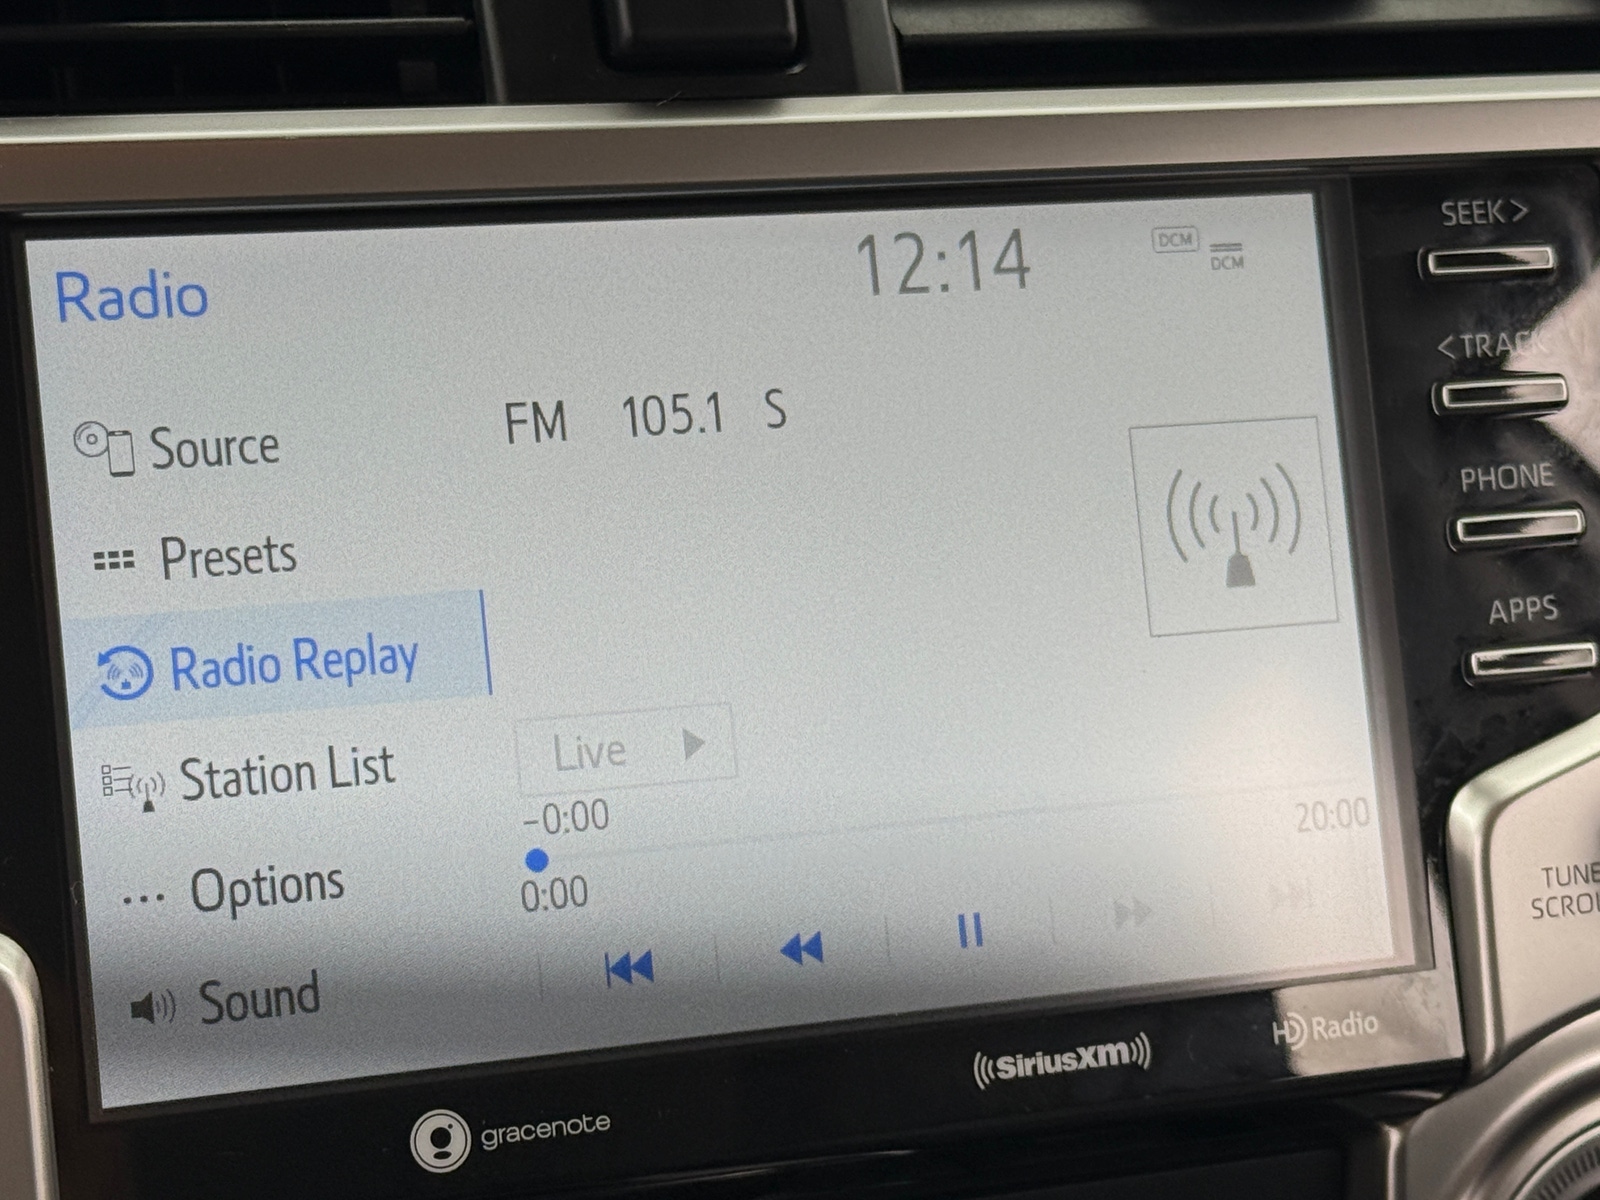 SEEK >
12:14
DCM
DCM
Radio
< TRACK
FM 105.1 S
Source
PHONE
Presets
APPS
Radio Replay
Live
Station List
-0:00
20:00
0:00
Options
TUNE
Sound
HD Radio
((SiriusXM))
gracenote